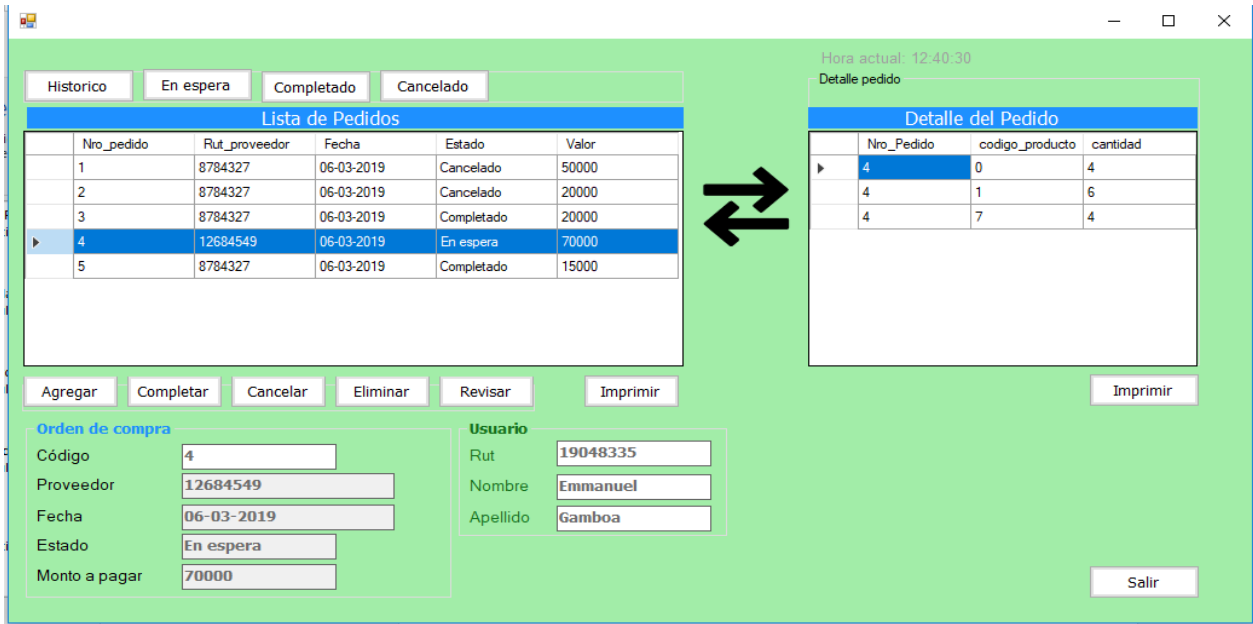 Hora actual: 12:40:30
Historico En espera Completado Cancelado
Lista de Pedidos
Nro_pedido Rut_proveedor Fecha Estado Valor
1 8784327 06-03-2019 Cancelado 50000
2 8784327 06-03-2019 Cancelado 20000
3 8784327 06-03-2019 Completado 20000
4 12684549 06-03-2019 En espera 70000
5 8784327 06-03-2019 Completado 15000
Agregar Completar Cancelar Eliminar Revisar Imprimir
Detalle pedido
Detalle del Pedido
Nro_Pedido codigo_producto cantidad
4 0 4
4 1 6
4 7 4
Imprimir
Orden de compra
Código 4
Proveedor 12684549
Fecha 06-03-2019
Estado En espera
Monto a pagar 70000
Usuario
Rut 19048335
Nombre Emmanuel
Apellido Gamboa
Salir